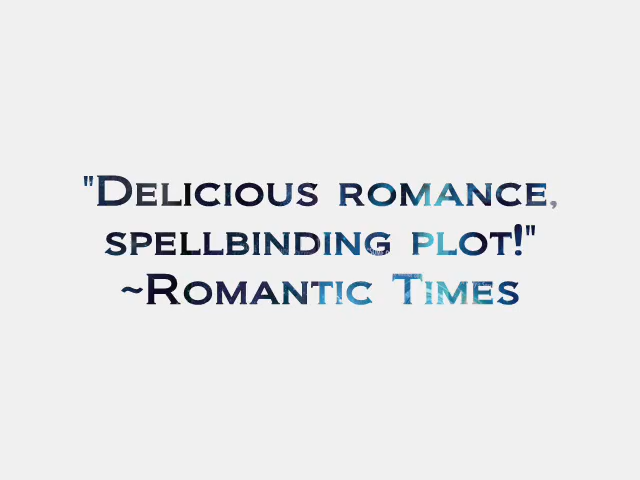 "Delicious romance,
spellbinding plot!"
~Romantic Times